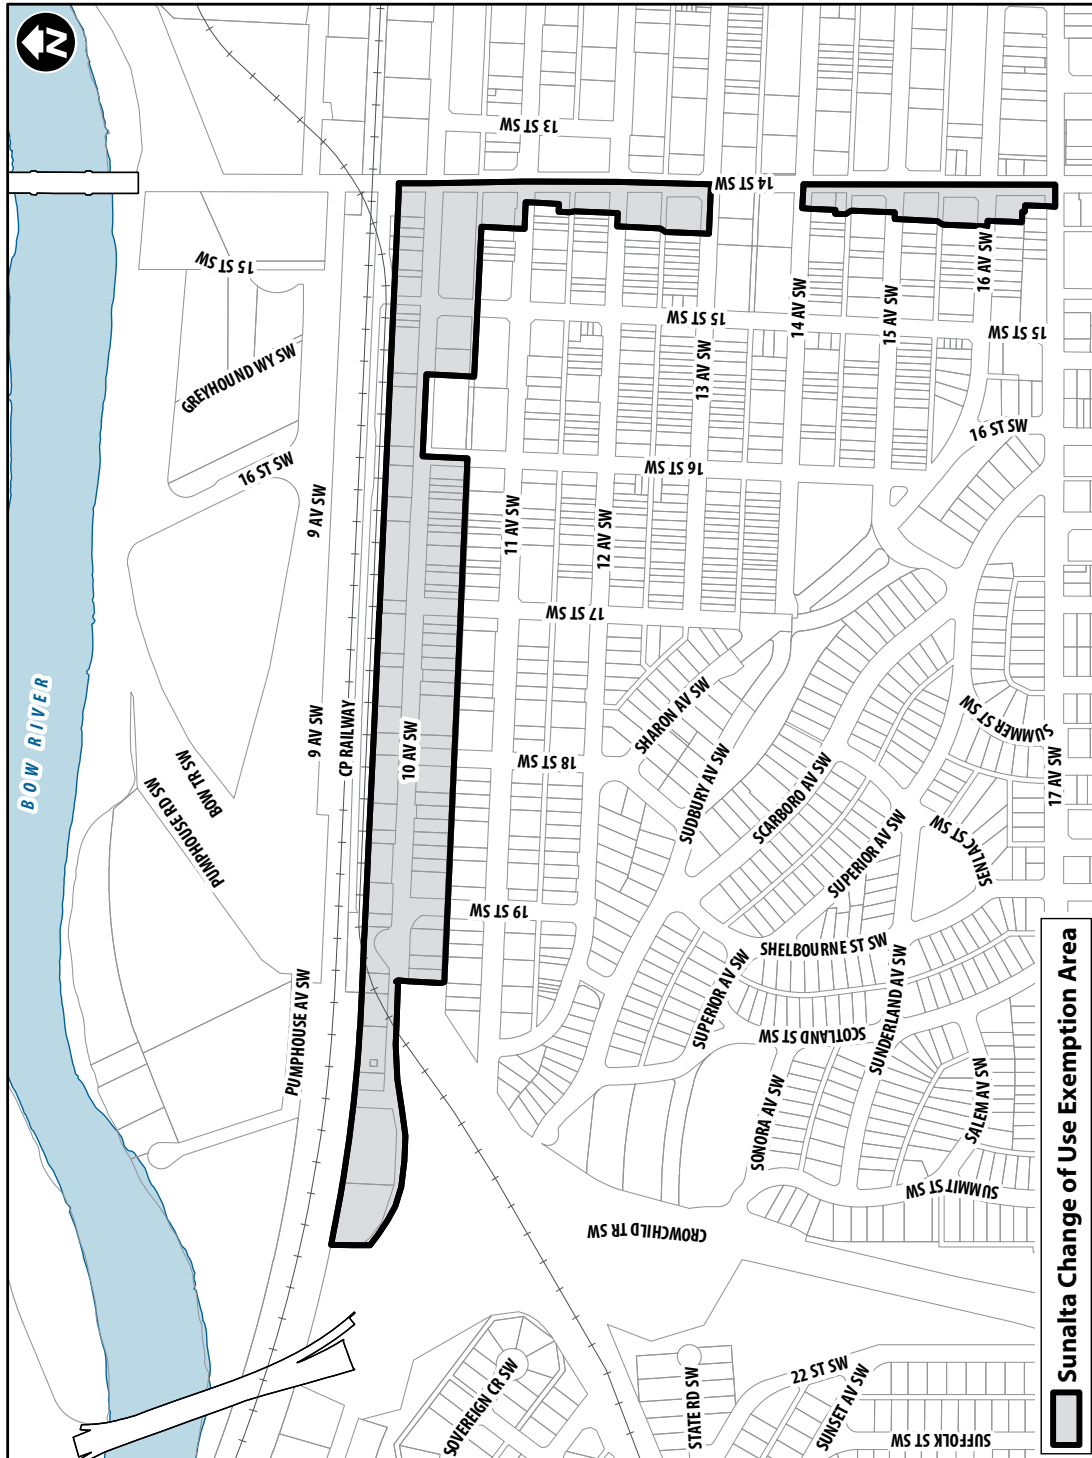 N
BOW RIVER
13 ST SW
14 ST SW
15 ST SW
GREYHOUND WY SW
16 ST SW
9 AV SW
9 AV SW
CP RAILWAY
BOW TR SW
PUMPHOUSE RD SW
PUMPHOUSE AV SW
10 AV SW
11 AV SW
12 AV SW
13 AV SW
14 AV SW
15 AV SW
16 AV SW
15 ST SW
15 ST SW
16 ST SW
16 ST SW
17 ST SW
18 ST SW
19 ST SW
SHARON AV SW
SUDBURY AV SW
SCARBORO AV SW
SUPERIOR AV SW
SUMMER ST SW
17 AV SW
SENLAC ST SW
SHELBOURNE ST SW
SUPERIOR AV SW
SUNDERLAND AV SW
SCOTLAND ST SW
SONORA AV SW
SALEM AV SW
SUMMIT ST SW
CROWCHILD TR SW
SOVEREIGN CR SW
STATE RD SW
22 ST SW
SUNSET AV SW
SUFFOLK ST SW
Sunalta Change of Use Exemption Area